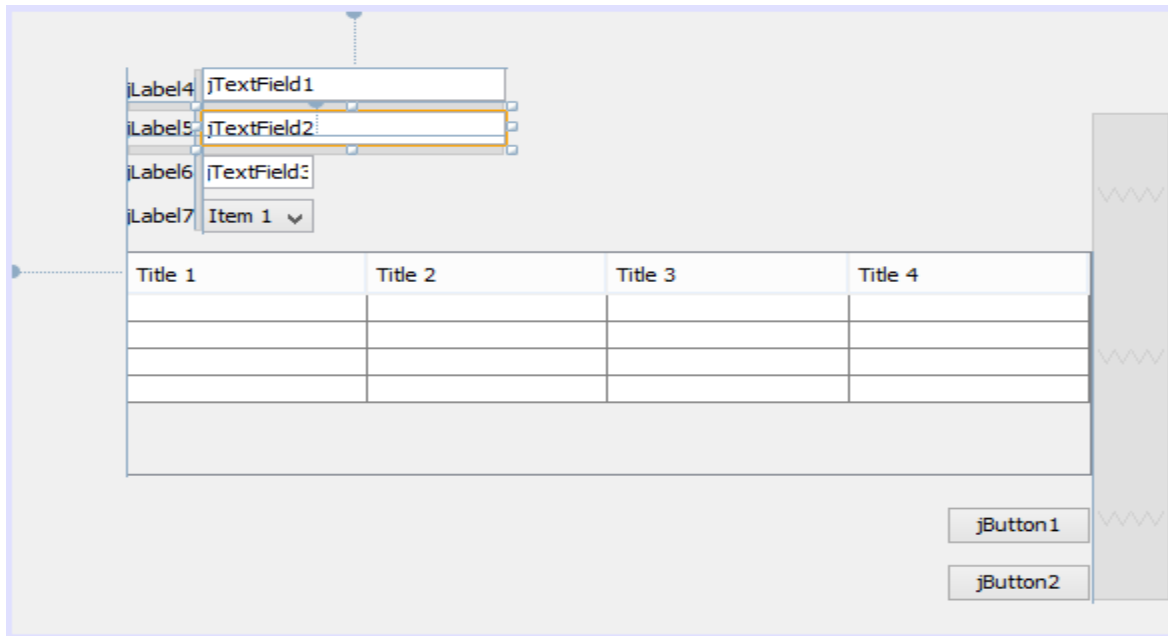 jLabel4 jTextField1
jLabel5 jTextField2
jLabel6 jTextField3
jLabel7 Item 1
Title 1 Title 2 Title 3 Title 4
jButton1
jButton2